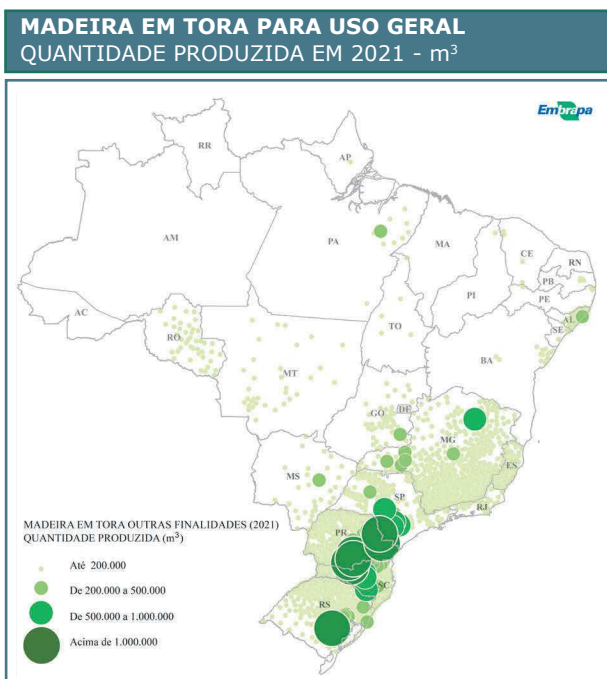 MADEIRA EM TORA PARA USO GERAL
QUANTIDADE PRODUZIDA EM 2021 - m³
Embrapa
RR
AP
AM
PA
MA
CE
RN
PB
PE
PI
AL
SE
AC
TO
RO
BA
MT
GO
DF
MG
ES
MS
SP
RJ
PR
SC
RS
MADEIRA EM TORA OUTRAS FINALIDADES (2021)
QUANTIDADE PRODUZIDA (m³)
Até 200.000
De 200.000 a 500.000
De 500.000 a 1.000.000
Acima de 1.000.000